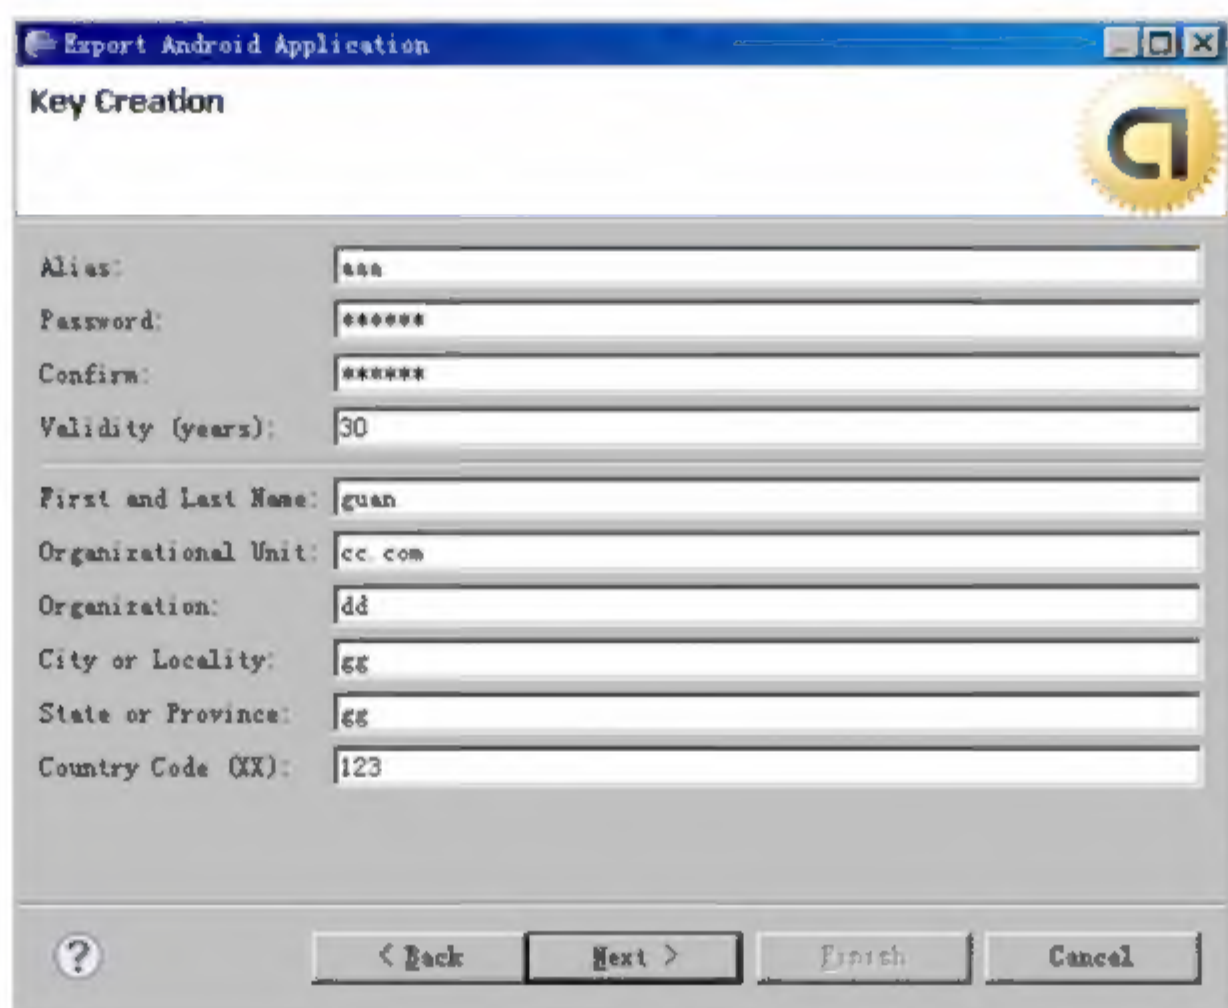 Export Android Application
Key Creation
Alias: aaa
Password: ******
Confirm: ******
Validity (years): 30
First and Last Name: guan
Organizational Unit: cc.com
Organization: dd
City or Locality: gg
State or Province: gg
Country Code (XX): 123
? < Back Next > Finish Cancel